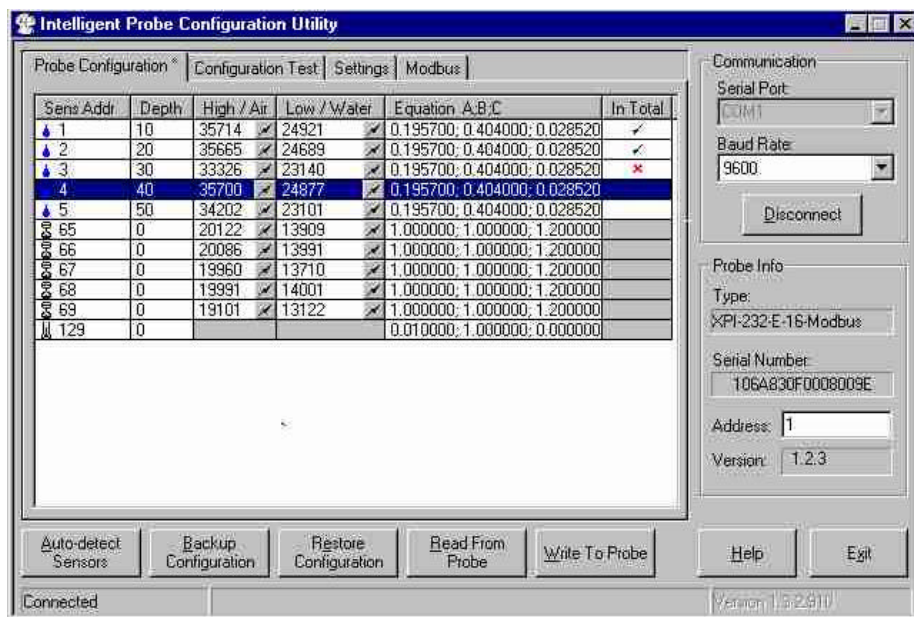 Intelligent Probe Configuration Utility
Probe Configuration * Configuration Test Settings Modbus
Sens Addr Depth High / Air Low / Water Equation A;B;C In Total
1 10 35714 24921 0.195700; 0.404000; 0.028520
2 20 35665 24689 0.195700; 0.404000; 0.028520
3 30 33326 23140 0.195700; 0.404000; 0.028520
4 40 35700 24877 0.195700; 0.404000; 0.028520
5 50 34202 23101 0.195700; 0.404000; 0.028520
65 0 20122 13909 1.000000; 1.000000; 1.200000
66 0 20086 13991 1.000000; 1.000000; 1.200000
67 0 19960 13710 1.000000; 1.000000; 1.200000
68 0 19991 14001 1.000000; 1.000000; 1.200000
69 0 19101 13122 1.000000; 1.000000; 1.200000
129 0 0.010000; 1.000000; 0.000000
Communication
Serial Port:
COM1
Baud Rate:
9600
Disconnect
Probe Info
Type:
XPI-232-E-16-Modbus
Serial Number:
106A830F0008009E
Address: 1
Version: 1.2.3
Auto-detect Sensors
Backup Configuration
Restore Configuration
Read From Probe
Write To Probe
Help
Exit
Connected
Version 1.3.2.910